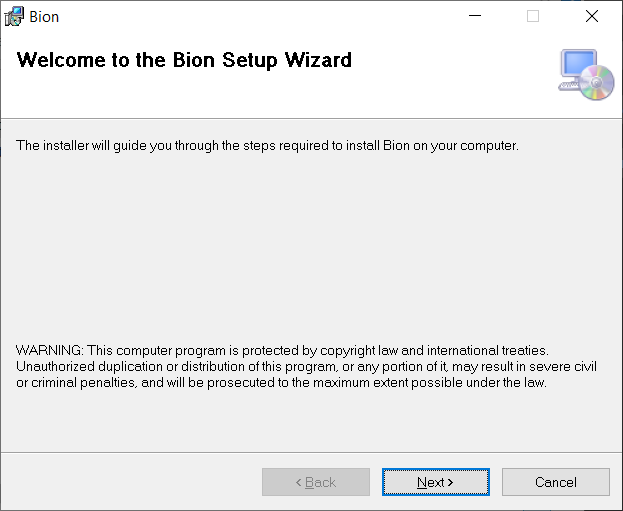 Bion
Welcome to the Bion Setup Wizard
The installer will guide you through the steps required to install Bion on your computer.
WARNING: This computer program is protected by copyright law and international treaties.
Unauthorized duplication or distribution of this program, or any portion of it, may result in severe civil
or criminal penalties, and will be prosecuted to the maximum extent possible under the law.
< Back
Next >
Cancel